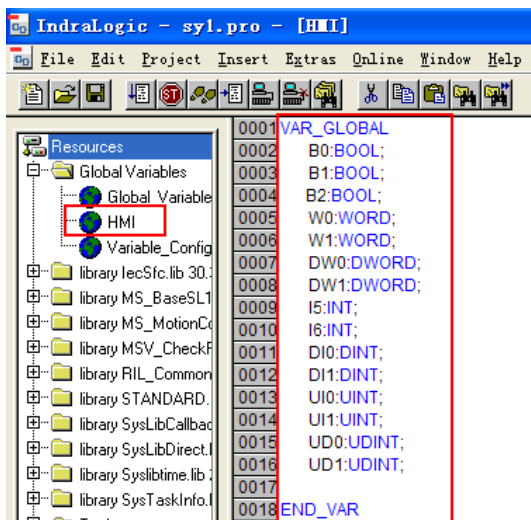 IndraLogic - syl.pro - [HMI]
File Edit Project Insert Extras Online Window Help
Resources
Global Variables
Global_Variable
HMI
Variable_Config
library IecSfc.lib 30.
library MS_BaseSL1
library MS_MotionCo
library MSV_CheckF
library RIL_Common
library STANDARD.
library SysLibCallbac
library SysLibDirect.l
library Syslibtime.lib
library SysTaskInfo.l
0001 VAR_GLOBAL
0002 B0:BOOL;
0003 B1:BOOL;
0004 B2:BOOL;
0005 W0:WORD;
0006 W1:WORD;
0007 DW0:DWORD;
0008 DW1:DWORD;
0009 I5:INT;
0010 I6:INT;
0011 DI0:DINT;
0012 DI1:DINT;
0013 UI0:UINT;
0014 UI1:UINT;
0015 UD0:UDINT;
0016 UD1:UDINT;
0017
0018 END_VAR